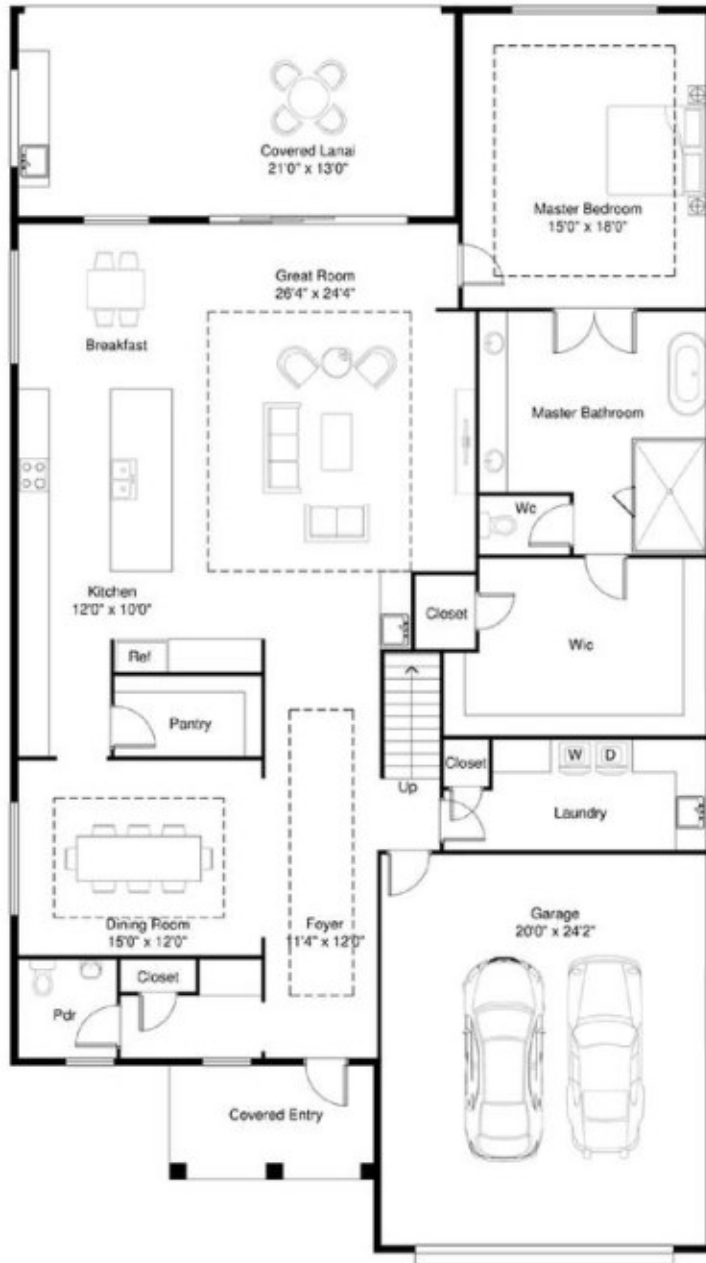 Covered Lanai
21'0" x 13'0"
Master Bedroom
15'0" x 18'0"
Great Room
26'4" x 24'4"
Breakfast
Master Bathroom
Wc
Kitchen
12'0" x 10'0"
Closet
Wic
Ref
Pantry
Closet
W
D
Up
Laundry
Dining Room
15'0" x 12'0"
Foyer
11'4" x 12'0"
Garage
20'0" x 24'2"
Closet
Pdr
Covered Entry